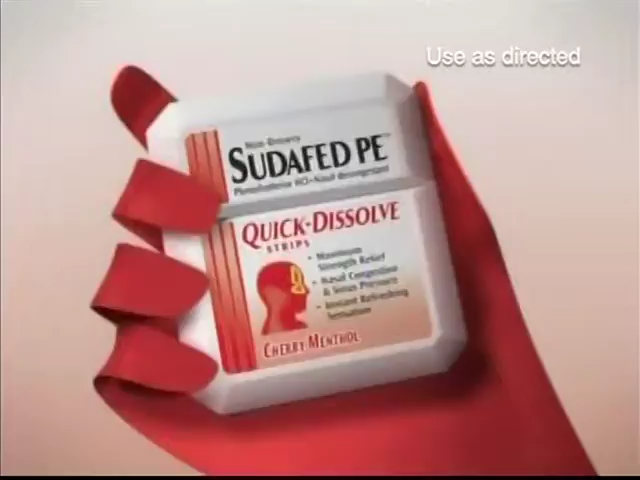 Use as directed
Non-Drowsy
SUDAFED PE™
Phenylephrine HCl-Nasal Decongestant
QUICK-DISSOLVE
STRIPS
• Maximum
Strength Relief
• Nasal Congestion
& Sinus Pressure
• Instant Refreshing
Sensation
CHERRY-MENTHOL